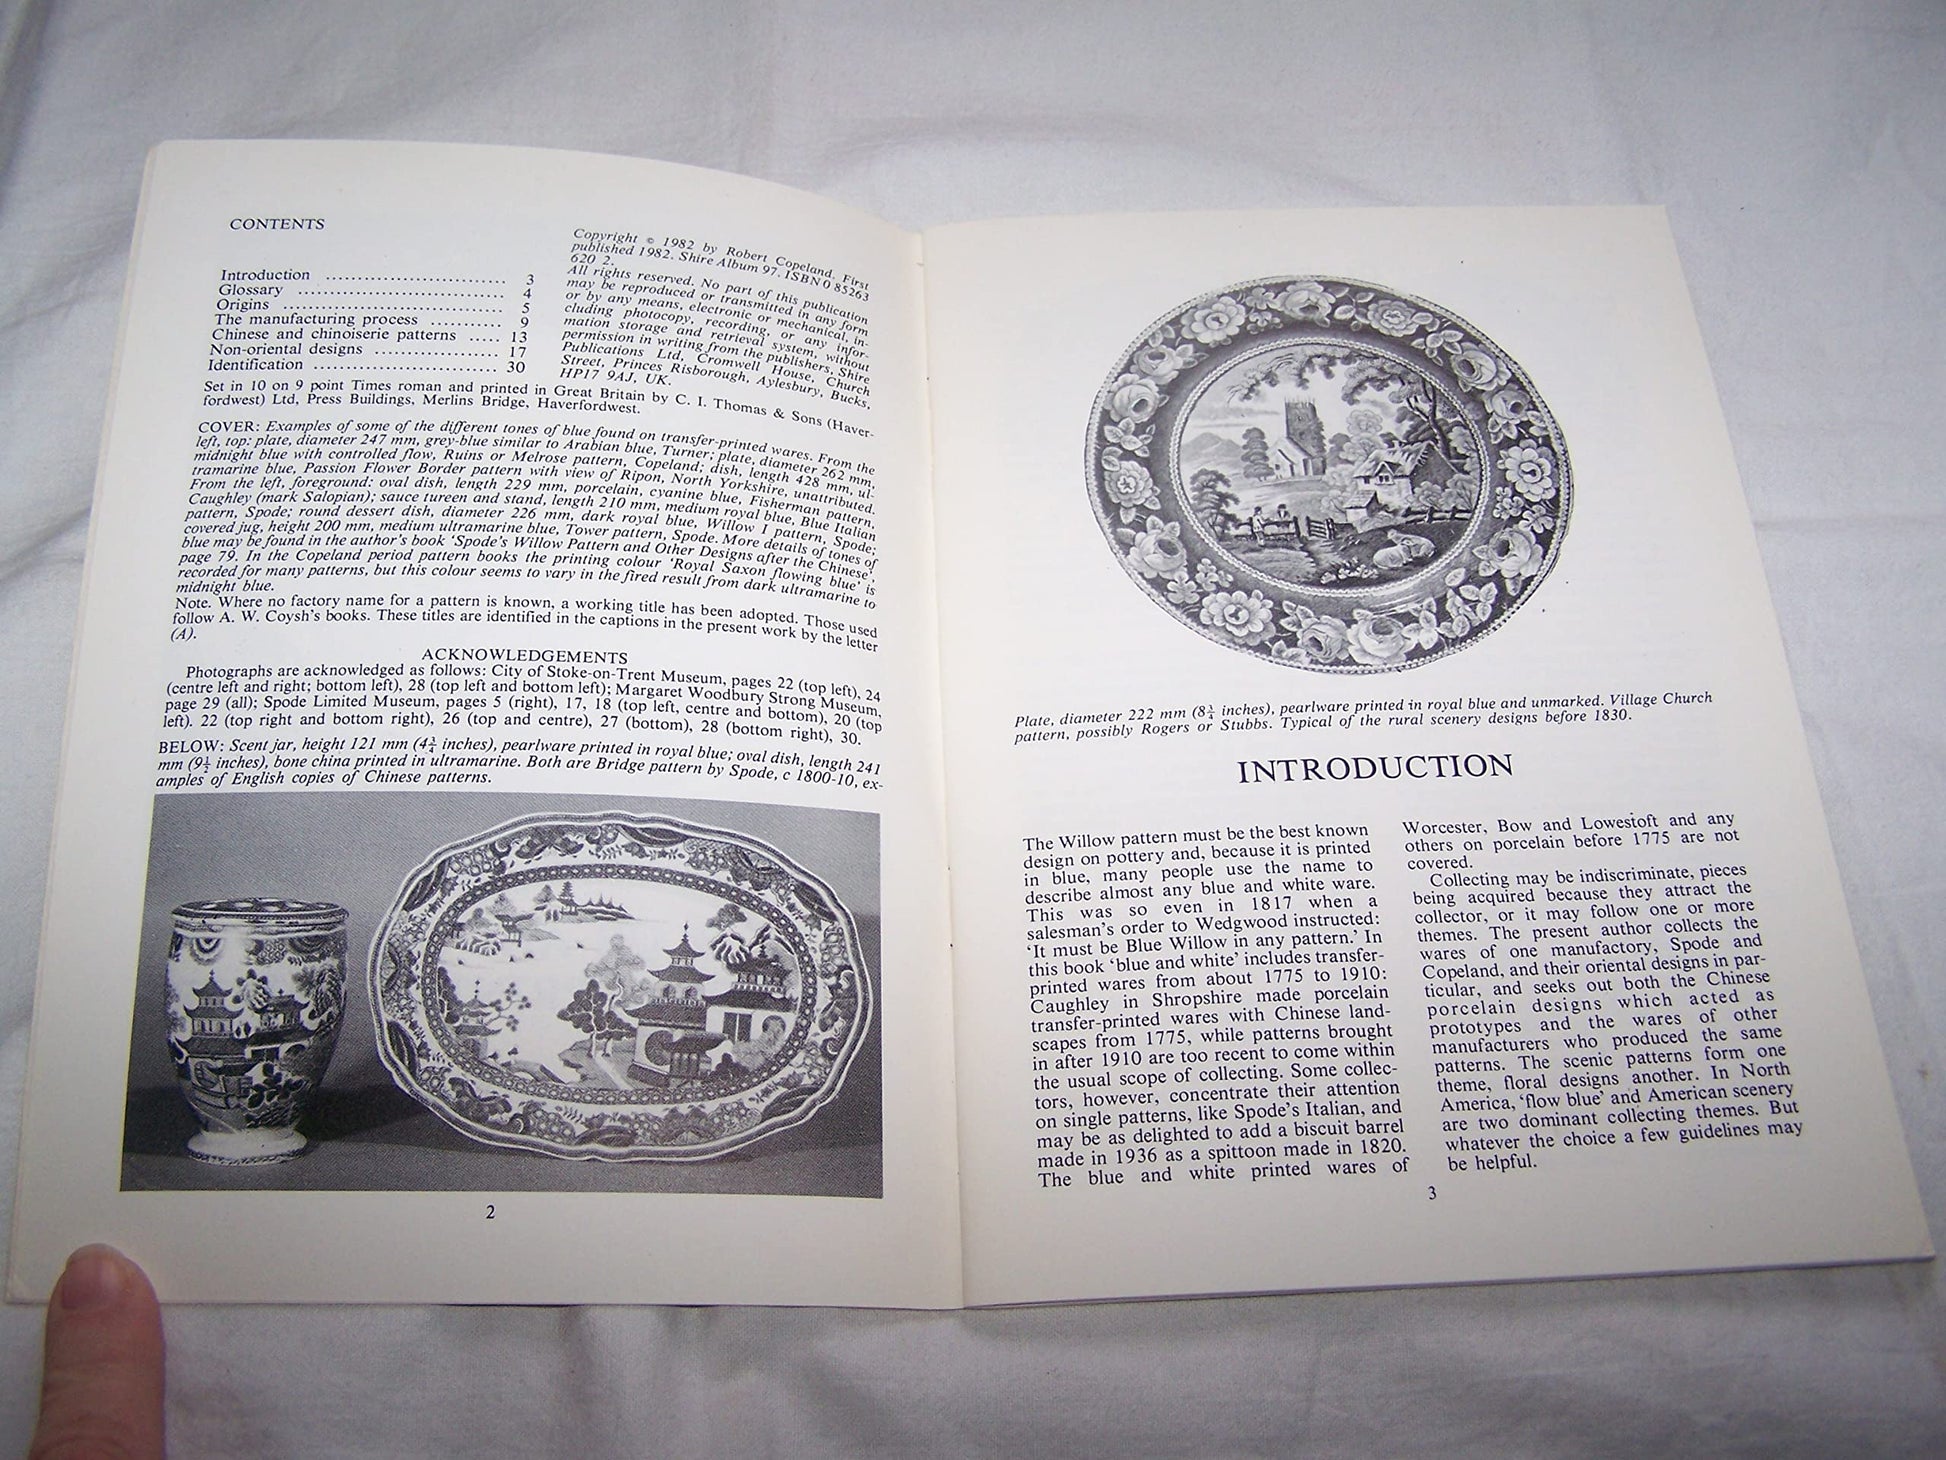 CONTENTS
Introduction .................................. 3
Glossary ....................................... 4
Origins ......................................... 5
The manufacturing process ........... 9
Chinese and chinoiserie patterns ..... 13
Non-oriental designs ................... 17
Identification ............................. 30
Copyright © 1982 by Robert Copeland. First
published 1982. Shire Album 97. ISBN 0 85263
620 2.
All rights reserved. No part of this publication
may be reproduced or transmitted in any form
or by any means, electronic or mechanical, in-
cluding photocopy, recording, or any infor-
mation storage and retrieval system, without
permission in writing from the publishers, Shire
Publications Ltd, Cromwell House, Church
Street, Princes Risborough, Aylesbury, Bucks,
HP17 9AJ, UK.
Set in 10 on 9 point Times roman and printed in Great Britain by C. I. Thomas & Sons (Haver-
fordwest) Ltd, Press Buildings, Merlins Bridge, Haverfordwest.
COVER: Examples of some of the different tones of blue found on transfer-printed wares. From the
left, top: plate, diameter 247 mm, grey-blue similar to Arabian blue, Turner; plate, diameter 262 mm,
midnight blue with controlled flow, Ruins or Melrose pattern, Copeland; dish, length 428 mm, ul-
tramarine blue, Passion Flower Border pattern with view of Ripon, North Yorkshire, unattributed.
From the left, foreground: oval dish, length 229 mm, porcelain, cyanine blue, Fisherman pattern,
Caughley (mark Salopian); sauce tureen and stand, length 210 mm, medium royal blue, Blue Italian
pattern, Spode; round dessert dish, diameter 226 mm, dark royal blue, Willow I pattern, Spode;
covered jug, height 200 mm, medium ultramarine blue, Tower pattern, Spode. More details of tones of
blue may be found in the author's book 'Spode's Willow Pattern and Other Designs after the Chinese',
page 79. In the Copeland period pattern books the printing colour 'Royal Saxon flowing blue' is
recorded for many patterns, but this colour seems to vary in the fired result from dark ultramarine to
midnight blue.
Note. Where no factory name for a pattern is known, a working title has been adopted. Those used
follow A. W. Coysh's books. These titles are identified in the captions in the present work by the letter
(A).
ACKNOWLEDGEMENTS
Photographs are acknowledged as follows: City of Stoke-on-Trent Museum, pages 22 (top left), 24
(centre left and right; bottom left), 28 (top left and bottom left); Margaret Woodbury Strong Museum,
page 29 (all); Spode Limited Museum, pages 5 (right), 17, 18 (top left, centre and bottom), 20 (top
left). 22 (top right and bottom right), 26 (top and centre), 27 (bottom), 28 (bottom right), 30.
BELOW: Scent jar, height 121 mm (4¾ inches), pearlware printed in royal blue; oval dish, length 241
mm (9½ inches), bone china printed in ultramarine. Both are Bridge pattern by Spode, c 1800-10, ex-
amples of English copies of Chinese patterns.
2
Plate, diameter 222 mm (8¾ inches), pearlware printed in royal blue and unmarked. Village Church
pattern, possibly Rogers or Stubbs. Typical of the rural scenery designs before 1830.
INTRODUCTION
The Willow pattern must be the best known
design on pottery and, because it is printed
in blue, many people use the name to
describe almost any blue and white ware.
This was so even in 1817 when a
salesman's order to Wedgwood instructed:
'It must be Blue Willow in any pattern.' In
this book 'blue and white' includes transfer-
printed wares from about 1775 to 1910:
Caughley in Shropshire made porcelain
transfer-printed wares with Chinese land-
scapes from 1775, while patterns brought
in after 1910 are too recent to come within
the usual scope of collecting. Some collec-
tors, however, concentrate their attention
on single patterns, like Spode's Italian, and
may be as delighted to add a biscuit barrel
made in 1936 as a spittoon made in 1820.
The blue and white printed wares of
Worcester, Bow and Lowestoft and any
others on porcelain before 1775 are not
covered.
Collecting may be indiscriminate, pieces
being acquired because they attract the
collector, or it may follow one or more
themes. The present author collects the
wares of one manufactory, Spode and
Copeland, and their oriental designs in par-
ticular, and seeks out both the Chinese
porcelain designs which acted as
prototypes and the wares of other
manufacturers who produced the same
patterns. The scenic patterns form one
theme, floral designs another. In North
America, 'flow blue' and American scenery
are two dominant collecting themes. But
whatever the choice a few guidelines may
be helpful.
3